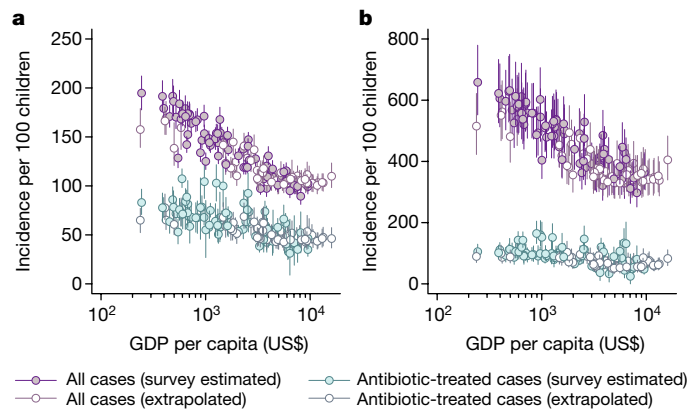 a
b
Incidence per 100 children
250
200
150
100
50
0
10²
10³
10⁴
GDP per capita (US$)
Incidence per 100 children
800
600
400
200
0
10²
10³
10⁴
GDP per capita (US$)
All cases (survey estimated)
Antibiotic-treated cases (survey estimated)
All cases (extrapolated)
Antibiotic-treated cases (extrapolated)